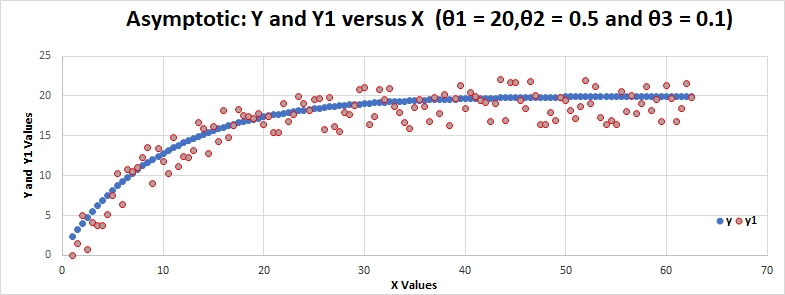 Asymptotic: Y and Y1 versus X (θ1 = 20,θ2 = 0.5 and θ3 = 0.1)
25
20
15
10
5
0
Y and Y1 Values
y y1
0 10 20 30 40 50 60 70
X Values